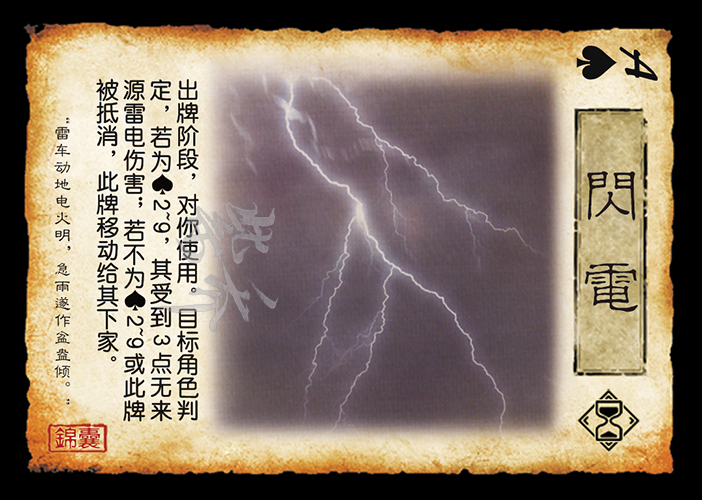 A♠
閃電
出牌阶段，对你使用。目标角色判
定，若为♠2~9，其受到3点无来
源雷电伤害；若不为♠2~9或此牌
被抵消，此牌移动给其下家。
“雷车动地电火明，急雨遂作盆盎倾。”
錦囊